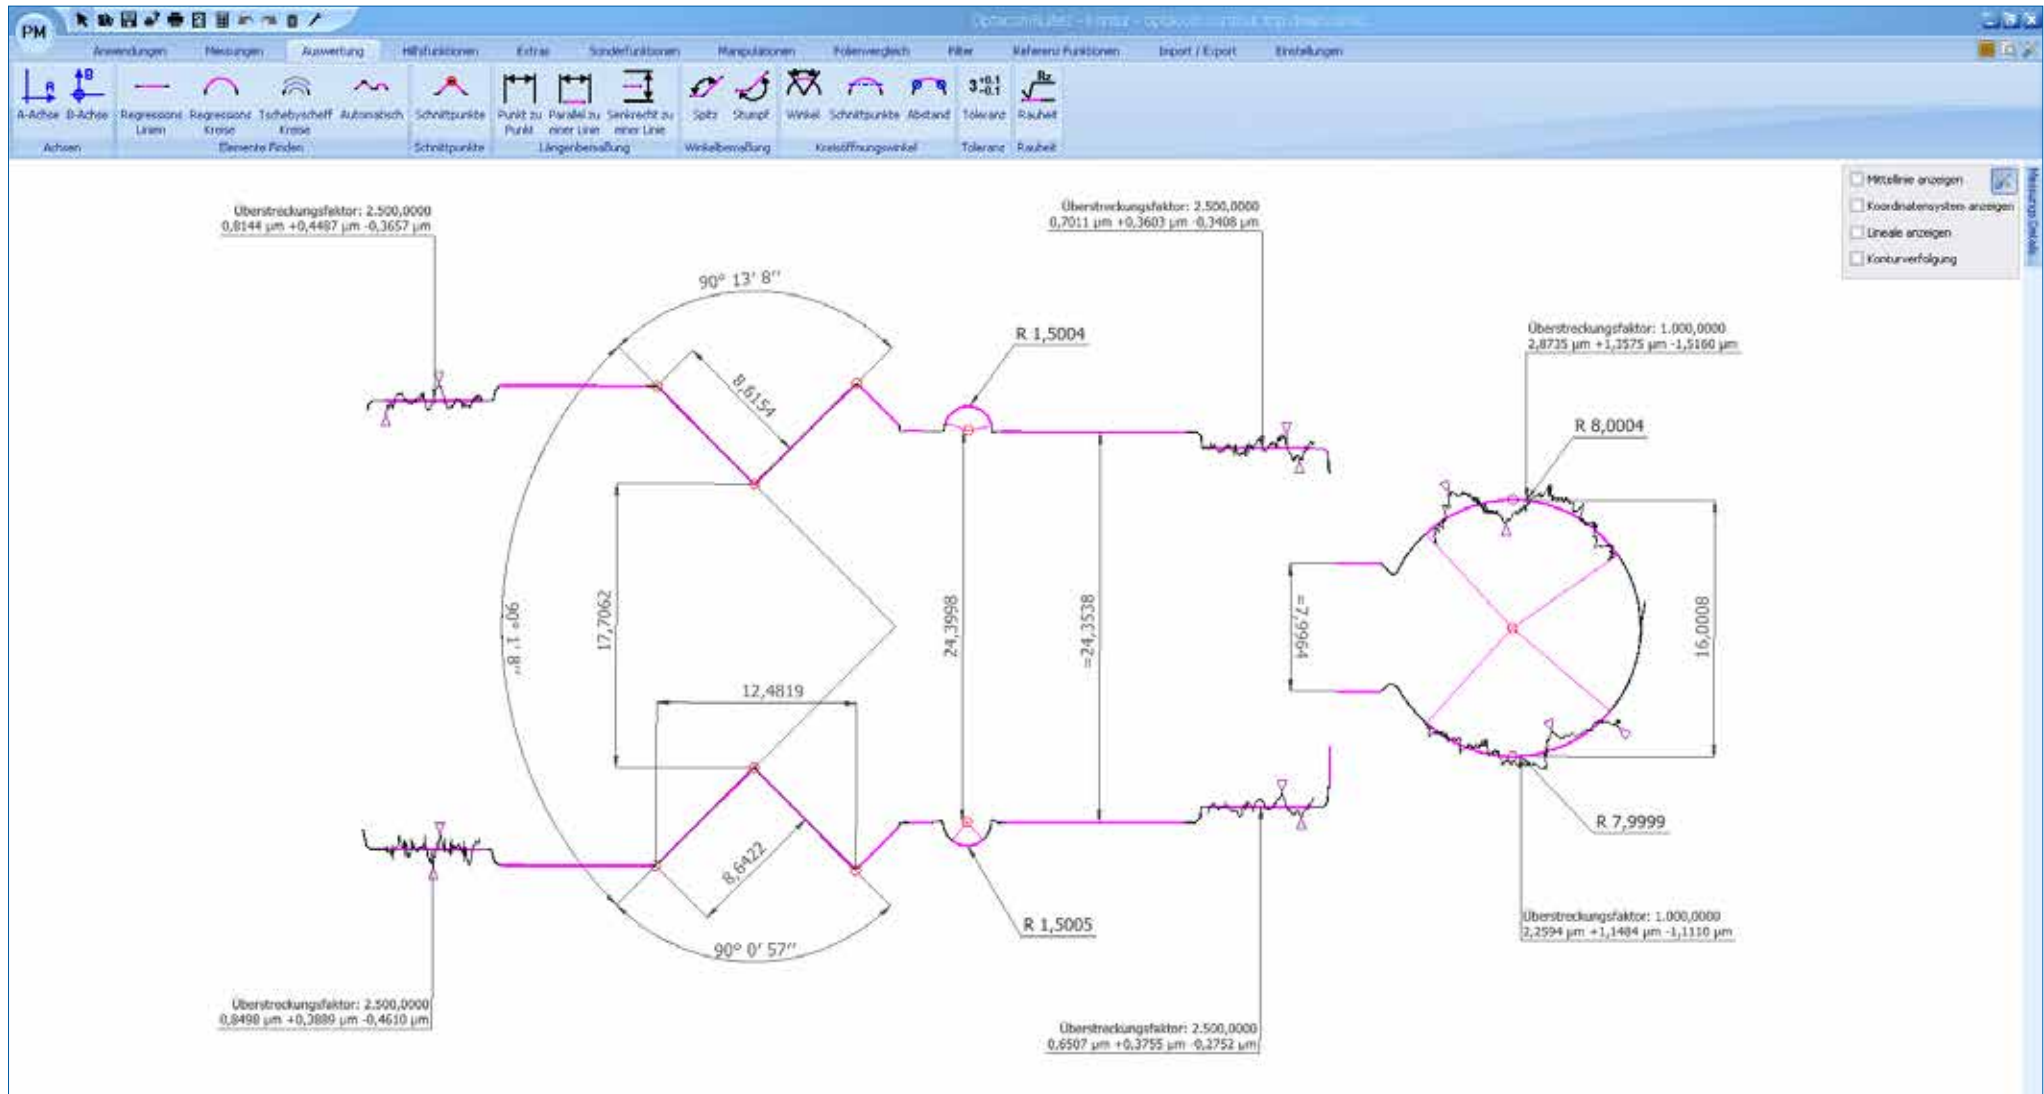 PM
Anwendungen Messungen Auswertung Hilfsfunktionen Extras Sonderfunktionen Manipulationen Folienvergleich Filter Referenz Funktionen Import / Export Einstellungen
A-Achse B-Achse Regressions Linien Regressions Kreise Tschebyscheff Kreise Automatisch Schnittpunkte Punkt zu Punkt Parallel zu einer Linie Senkrecht zu einer Linie Spitz Stumpf Winkel Schnittpunkte Abstand 3 +0.1 -0.1 Toleranz Rz Rauheit
Achsen Elemente Finden Schnittpunkte Längenbemaßung Winkelbemaßung Kreisöffnungswinkel Toleranz Rauheit
Mittellinie anzeigen
Koordinatensystem anzeigen
Lineale anzeigen
Konturverfolgung
Überstreckungsfaktor: 2.500,0000
0,8144 µm +0,4487 µm -0,3657 µm
Überstreckungsfaktor: 2.500,0000
0,7011 µm +0,3603 µm -0,3408 µm
90° 13' 8''
R 1,5004
Überstreckungsfaktor: 1.000,0000
2,8735 µm +1,3575 µm -1,5160 µm
8,6154
R 8,0004
90° 1' 8''
17,7062
24,3998
=24,3538
=7,9964
16,0008
12,4819
8,6422
R 7,9999
R 1,5005
90° 0' 57''
Überstreckungsfaktor: 1.000,0000
2,2594 µm +1,1484 µm -1,1110 µm
Überstreckungsfaktor: 2.500,0000
0,8498 µm +0,3889 µm -0,4610 µm
Überstreckungsfaktor: 2.500,0000
0,6507 µm +0,3755 µm -0,2752 µm